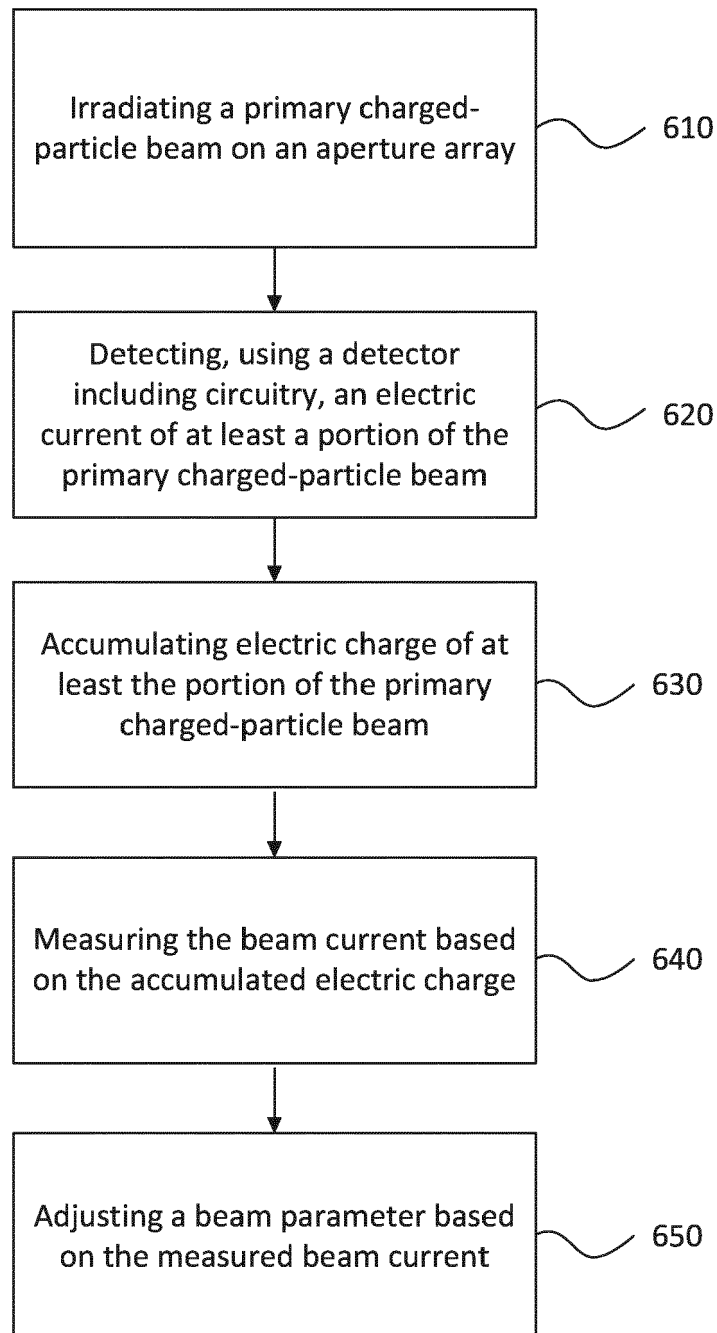 Irradiating a primary charged-
particle beam on an aperture array
610
Detecting, using a detector
including circuitry, an electric
current of at least a portion of the
primary charged-particle beam
620
Accumulating electric charge of at
least the portion of the primary
charged-particle beam
630
Measuring the beam current based
on the accumulated electric charge
640
Adjusting a beam parameter based
on the measured beam current
650